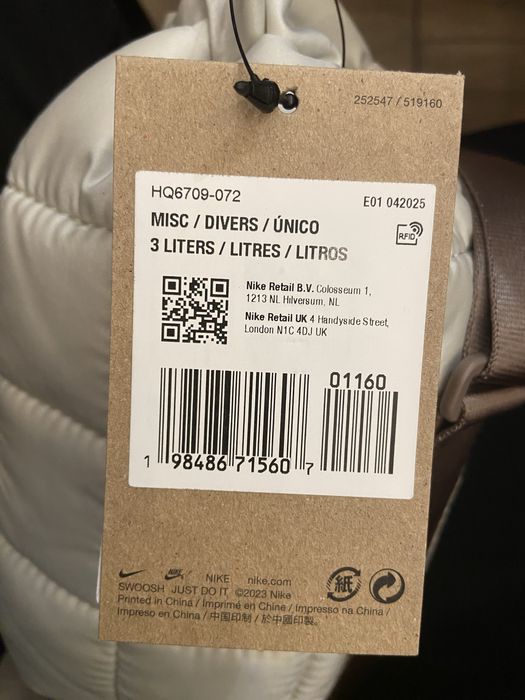 252547 / 519160
HQ6709-072
E01 042025
MISC / DIVERS / ÚNICO
3 LITERS / LITRES / LITROS
RFID
Nike Retail B.V. Colosseum 1,
1213 NL Hilversum, NL
Nike Retail UK 4 Handyside Street,
London N1C 4DJ UK
01160
1 98486 71560 7
NIKE NIKE nike.com
SWOOSH JUST DO IT ©2023 Nike
Printed in China / Imprimé en Chine / Impresso na China /
Impreso en China / 中国印制 / 於中國印製。
紙